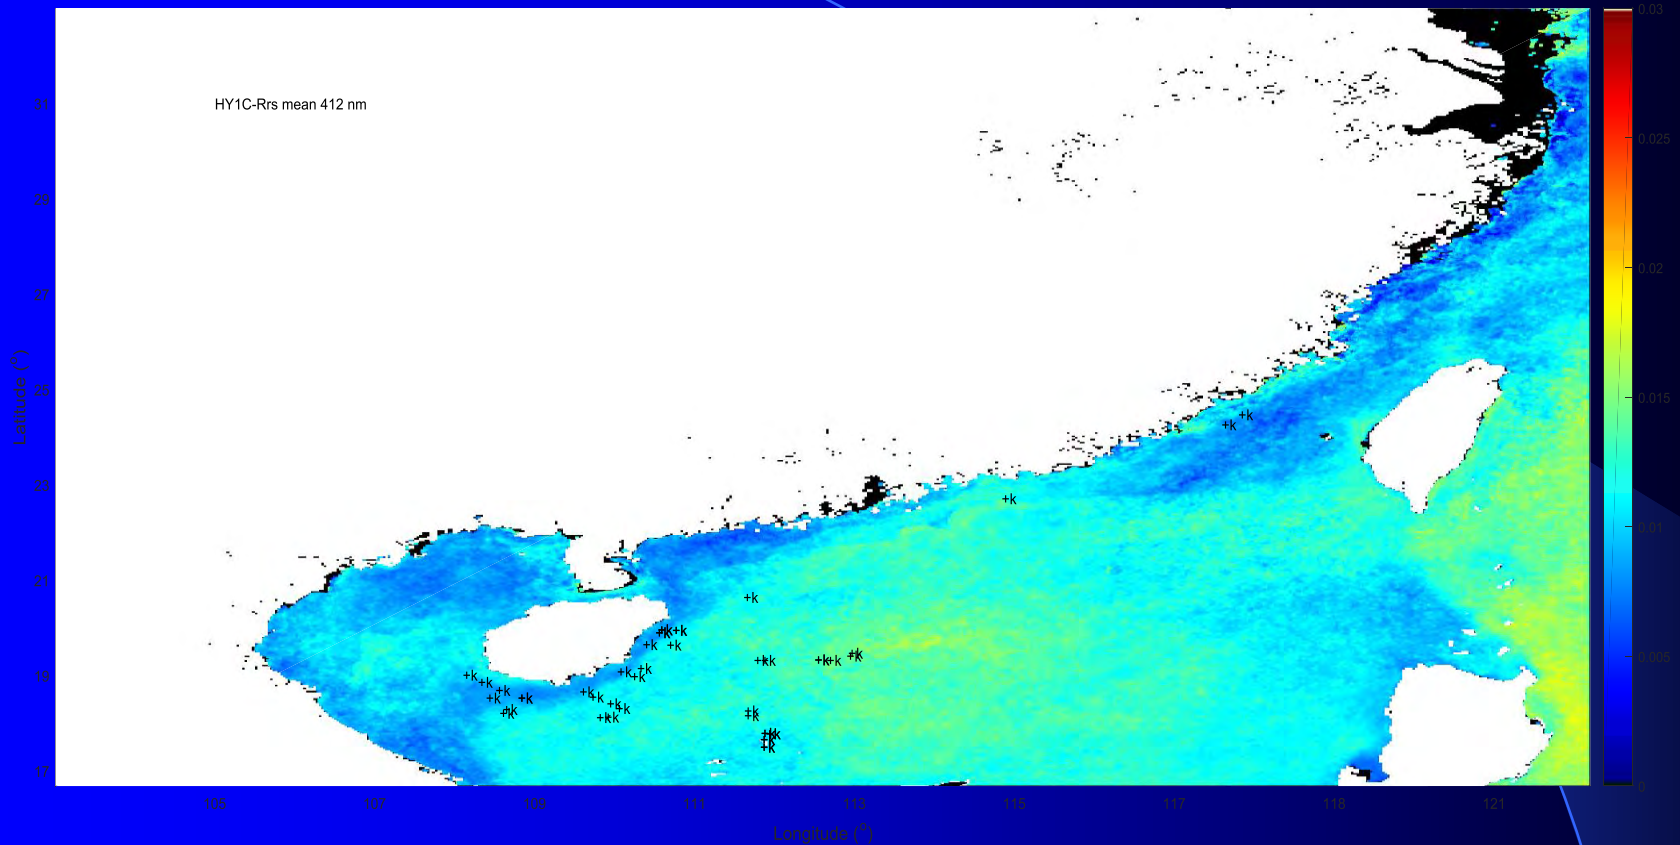 0.03
HY1C-Rrs mean 412 nm
31
0.025
29
27
0.02
25
0.015
+k
+k
23
+k
0.01
21
+k
+k +k
+k +k
+k +k +k +k +k
+k +k +k
19
0.005
+k +k
+k +k +k
+k +k
+k +k
+k +k
+k
+k
17
0
105 107 109 111 113 115 117 118 121
Latitude (°)
Longitude (°)